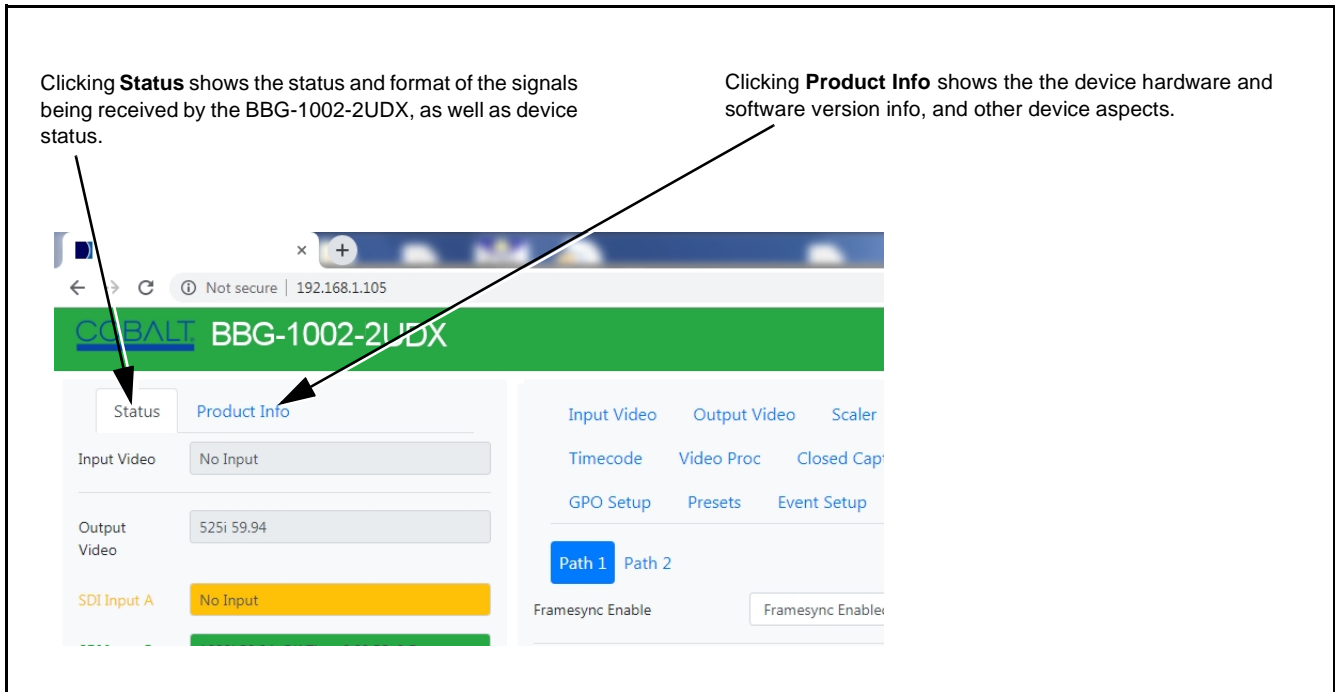 Clicking Status shows the status and format of the signals
being received by the BBG-1002-2UDX, as well as device
status.
Clicking Product Info shows the the device hardware and
software version info, and other device aspects.
Not secure | 192.168.1.105
COBALT BBG-1002-2UDX
Status Product Info
Input Video No Input
Output Video 525i 59.94
SDI Input A No Input
Input Video Output Video Scaler
Timecode Video Proc Closed Capt
GPO Setup Presets Event Setup
Path 1 Path 2
Framesync Enable Framesync Enabled